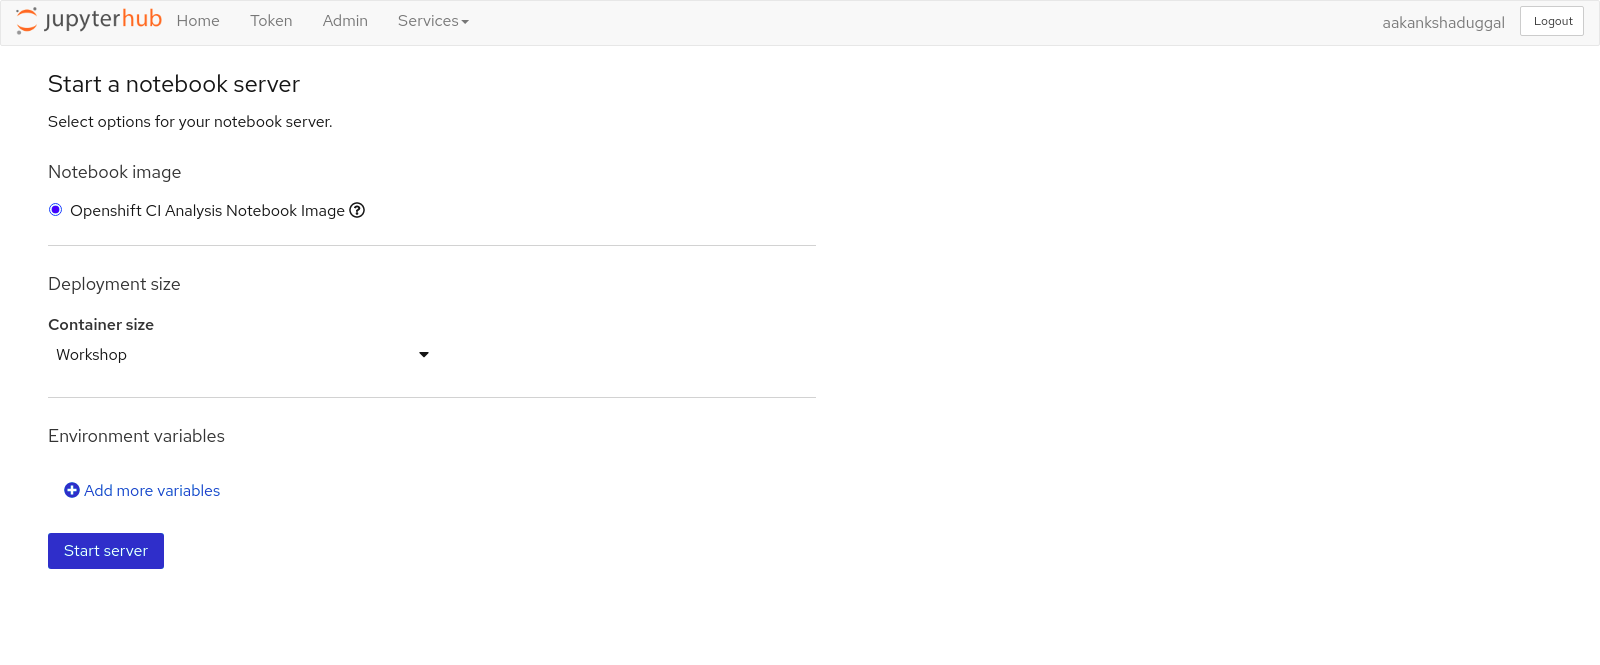 jupyterhub Home Token Admin Services aakankshaduggal Logout
Start a notebook server
Select options for your notebook server.
Notebook image
Openshift CI Analysis Notebook Image
Deployment size
Container size
Workshop
Environment variables
Add more variables
Start server